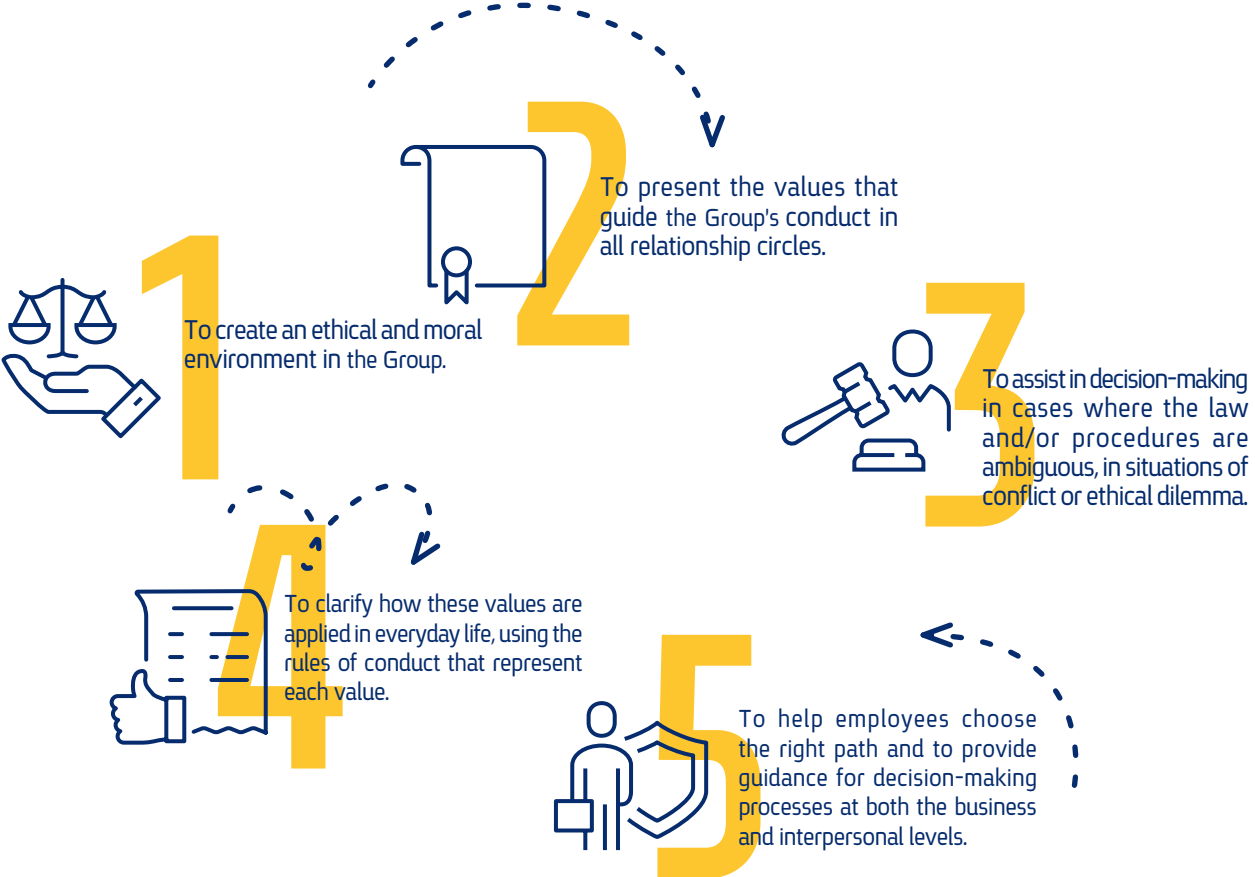 1
To create an ethical and moral
environment in the Group.
2
To present the values that
guide the Group's conduct in
all relationship circles.
3
To assist in decision-making
in cases where the law
and/or procedures are
ambiguous, in situations of
conflict or ethical dilemma.
4
To clarify how these values are
applied in everyday life, using the
rules of conduct that represent
each value.
5
To help employees choose
the right path and to provide
guidance for decision-making
processes at both the business
and interpersonal levels.